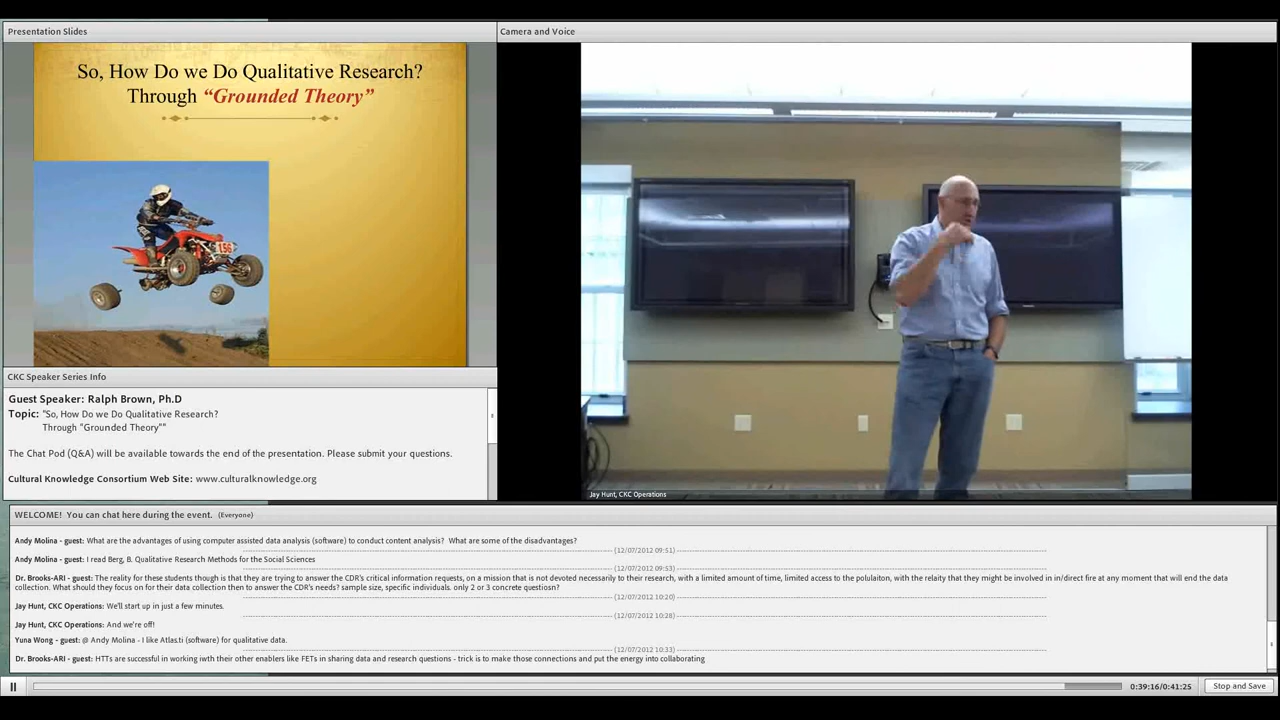 Presentation Slides
Camera and Voice
So, How Do we Do Qualitative Research?
Through “Grounded Theory”
156
CKC Speaker Series Info
Guest Speaker: Ralph Brown, Ph.D
Topic: "So, How Do we Do Qualitative Research?
Through "Grounded Theory""
The Chat Pod (Q&A) will be available towards the end of the presentation. Please submit your questions.
Cultural Knowledge Consortium Web Site: www.culturalknowledge.org
Jay Hunt, CKC Operations
WELCOME! You can chat here during the event. (Everyone)
Andy Molina - guest: What are the advantages of using computer assisted data analysis (software) to conduct content analysis? What are some of the disadvantages?
(12/07/2012 09:51)
Andy Molina - guest: I read Berg, B. Qualitative Research Methods for the Social Sciences
(12/07/2012 09:53)
Dr. Brooks-ARI - guest: The reality for these students though is that they are trying to answer the CDR's critical information requests, on a mission that is not devoted necessarily to their research, with a limited amount of time, limited access to the polulaiton, with the relaity that they might be involved in in/direct fire at any moment that will end the data
collection. What should they focus on for their data collection then to answer the CDR's needs? sample size, specific individuals. only 2 or 3 concrete questiosn?
(12/07/2012 10:20)
Jay Hunt, CKC Operations: We'll start up in just a few minutes.
(12/07/2012 10:28)
Jay Hunt, CKC Operations: And we're off!
Yuna Wong - guest: @ Andy Molina - I like Atlas.ti (software) for qualitative data.
(12/07/2012 10:33)
Dr. Brooks-ARI - guest: HTTs are successful in working iwth their other enablers like FETs in sharing data and research questions - trick is to make those connections and put the energy into collaborating
0:39:16/0:41:25
Stop and Save